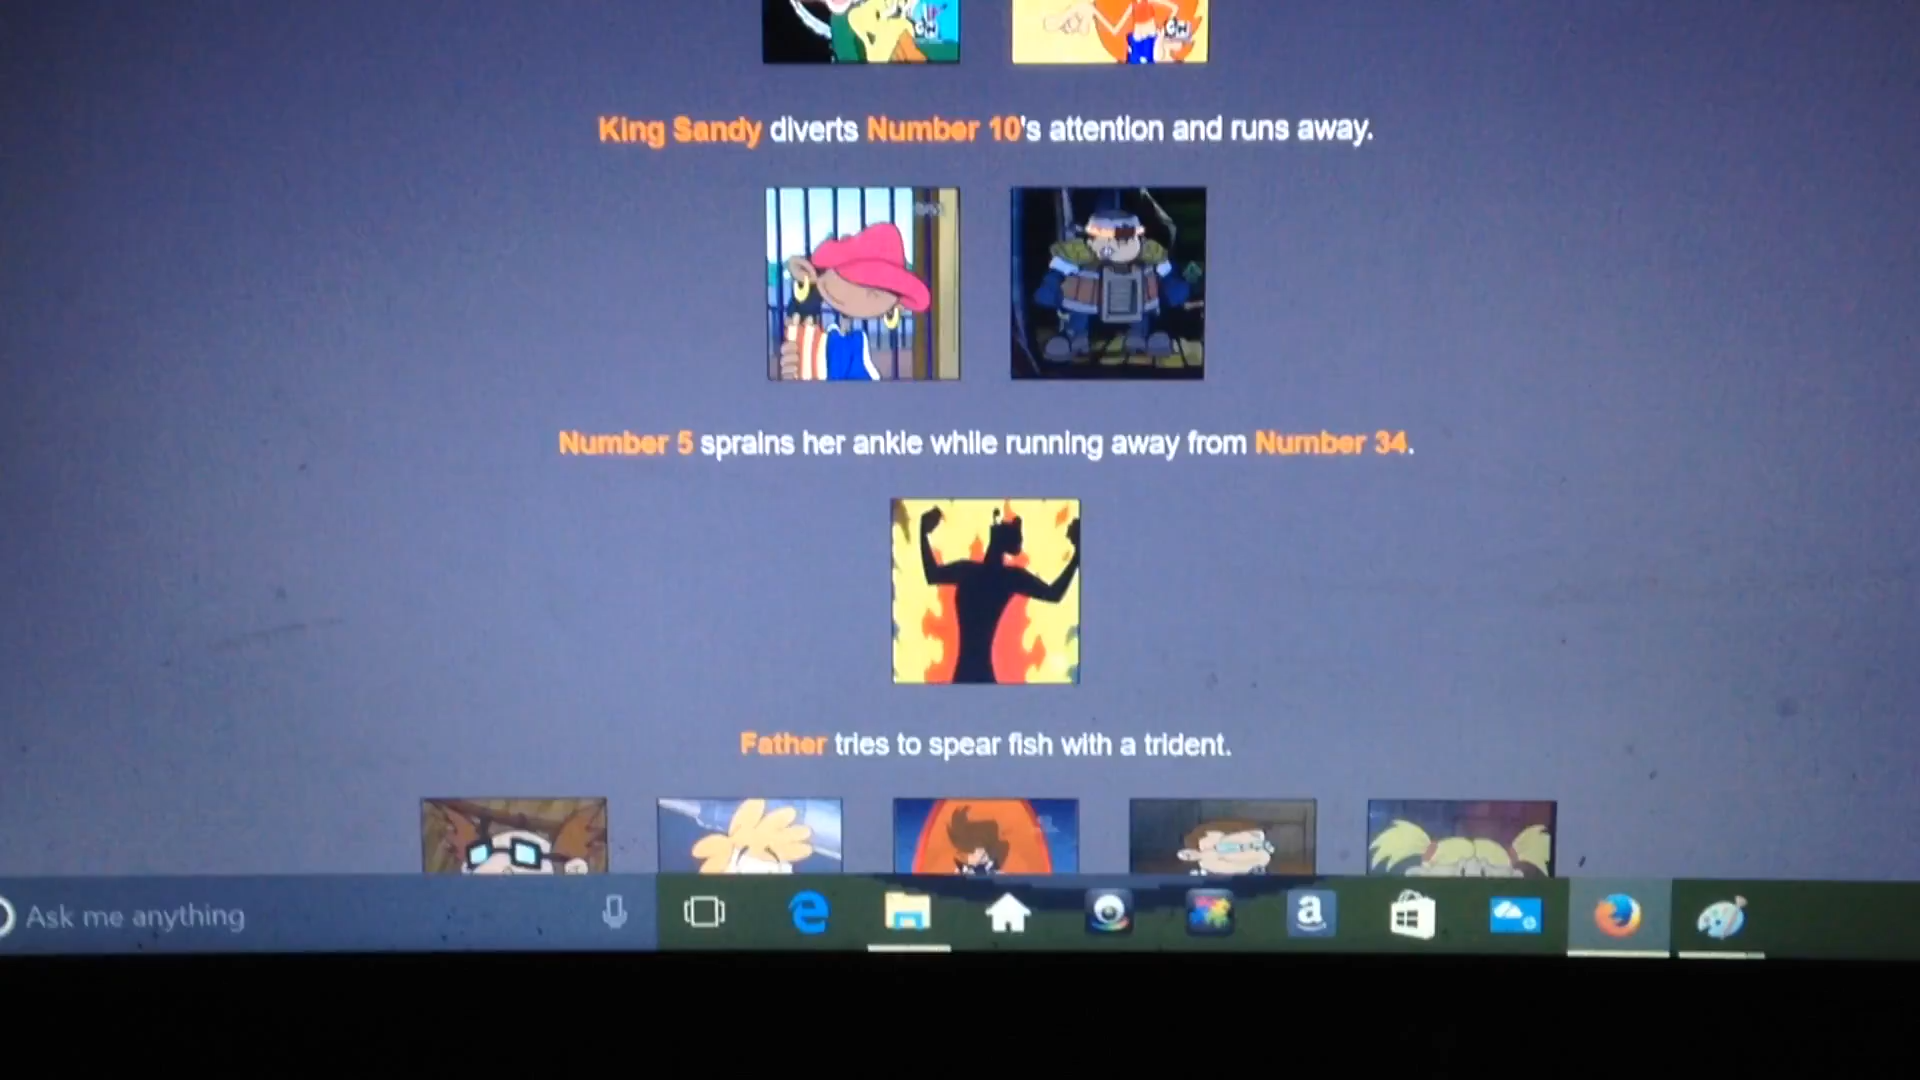 King Sandy diverts Number 10's attention and runs away.
Number 5 sprains her ankle while running away from Number 34.
Father tries to spear fish with a trident.
Ask me anything